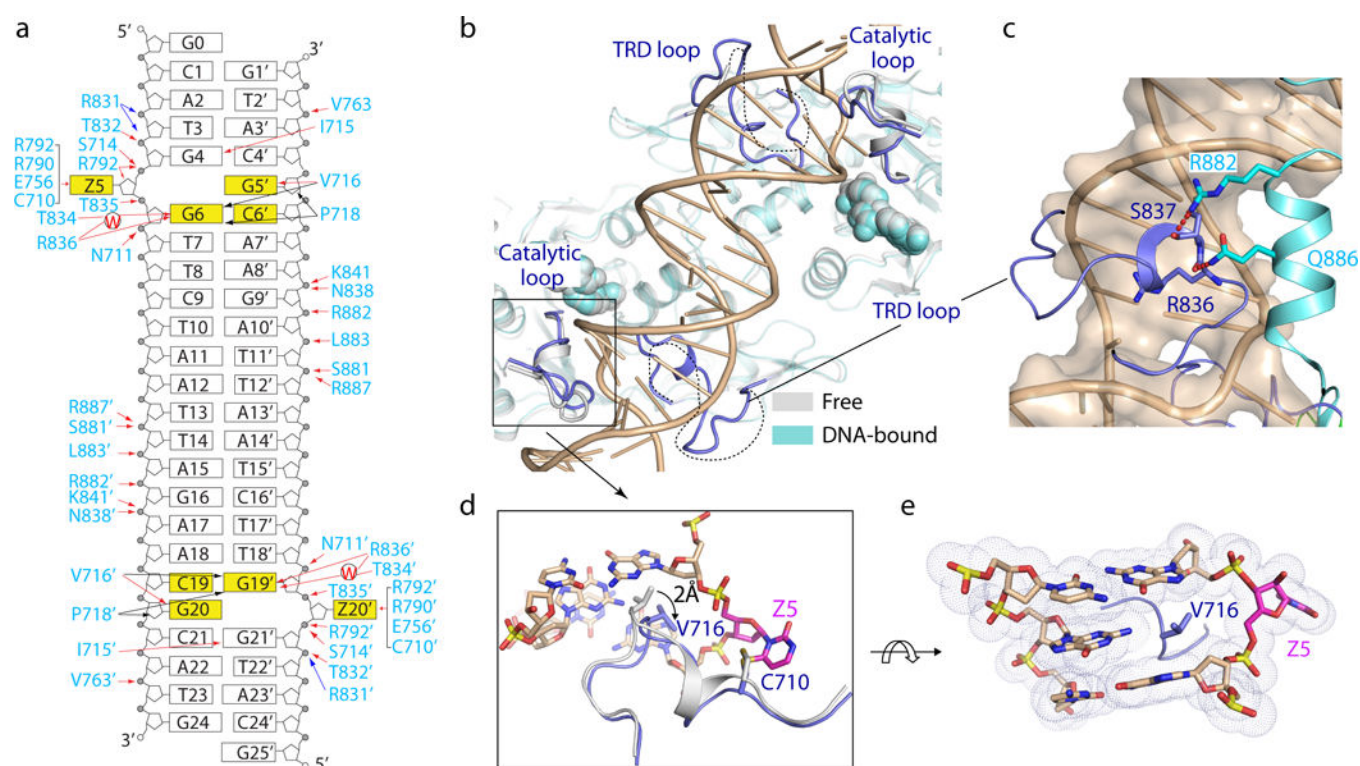 a
5′
3′
G0
C1 G1′
A2 T2′
T3 A3′
G4 C4′
Z5 G5′
G6 C6′
T7 A7′
T8 A8′
C9 G9′
T10 A10′
A11 T11′
A12 T12′
T13 A13′
T14 A14′
A15 T15′
G16 C16′
A17 T17′
A18 T18′
C19 G19′
G20 Z20′
C21 G21′
A22 T22′
T23 A23′
G24 C24′
G25′
3′
5′
R831
T832
S714
R792
R792
R790
E756
C710
T835
T834
W
R836
N711
V763
I715
V716
P718
K841
N838
R882
L883
S881
R887
R887′
S881′
L883′
R882′
K841′
N838′
V716′
P718′
I715′
V763′
N711′
R836′
W
T834′
T835′
R792′
R790′
E756′
C710′
R792′
S714′
T832′
R831′
b
TRD loop
Catalytic
loop
Catalytic
loop
TRD loop
Free
DNA-bound
c
R882
S837
Q886
R836
d
2Å
V716
Z5
C710
e
V716
Z5